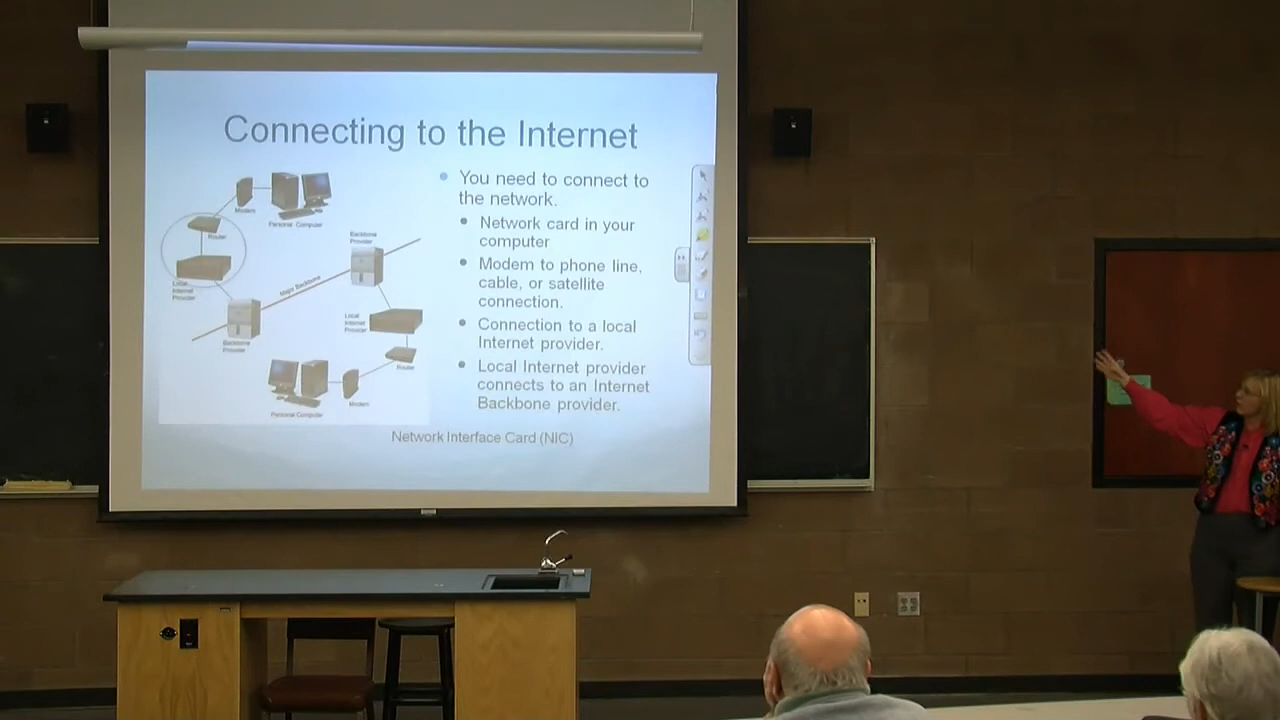 Connecting to the Internet
Modem
Personal Computer
Router
Local
Internet
Provider
Backbone
Provider
Major Backbone
Backbone
Provider
Local
Internet
Provider
Router
Modem
Personal Computer
You need to connect to
the network.
Network card in your
computer
Modem to phone line,
cable, or satellite
connection.
Connection to a local
Internet provider.
Local Internet provider
connects to an Internet
Backbone provider.
Network Interface Card (NIC)